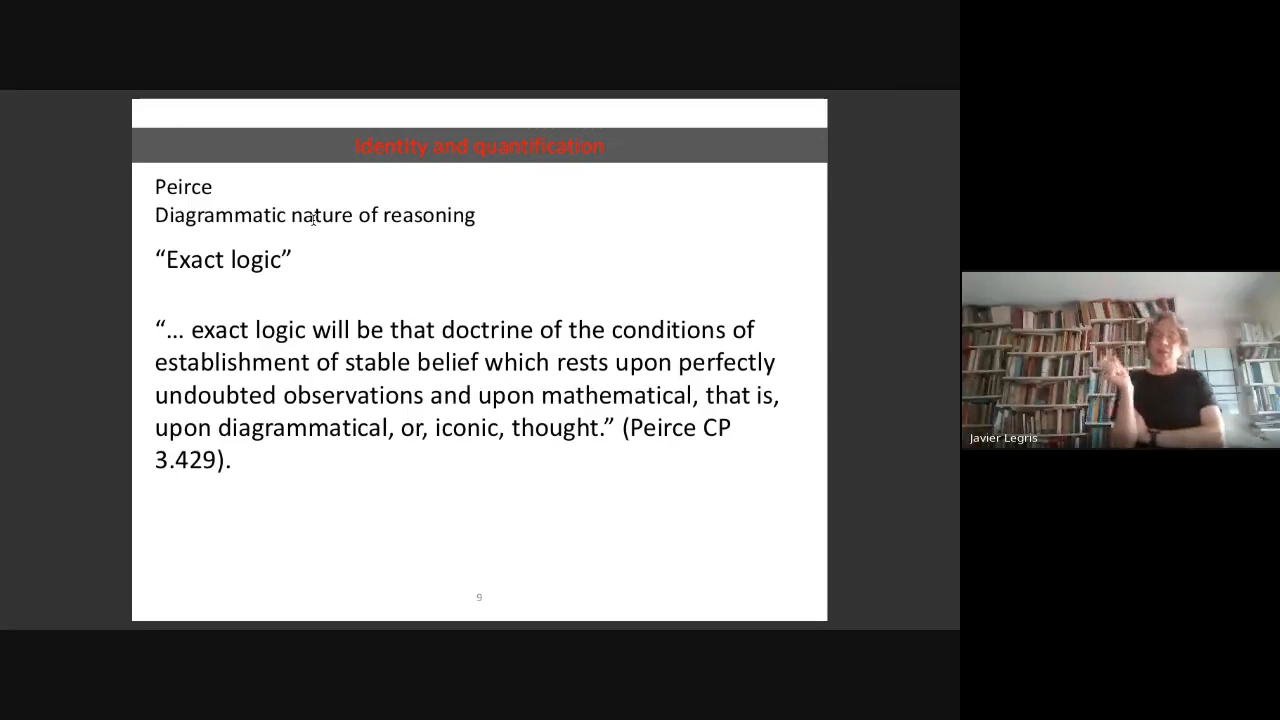 Identity and quantification
Peirce
Diagrammatic nature of reasoning
“Exact logic”
“… exact logic will be that doctrine of the conditions of
establishment of stable belief which rests upon perfectly
undoubted observations and upon mathematical, that is,
upon diagrammatical, or, iconic, thought.” (Peirce CP
3.429).
9
Javier Legris